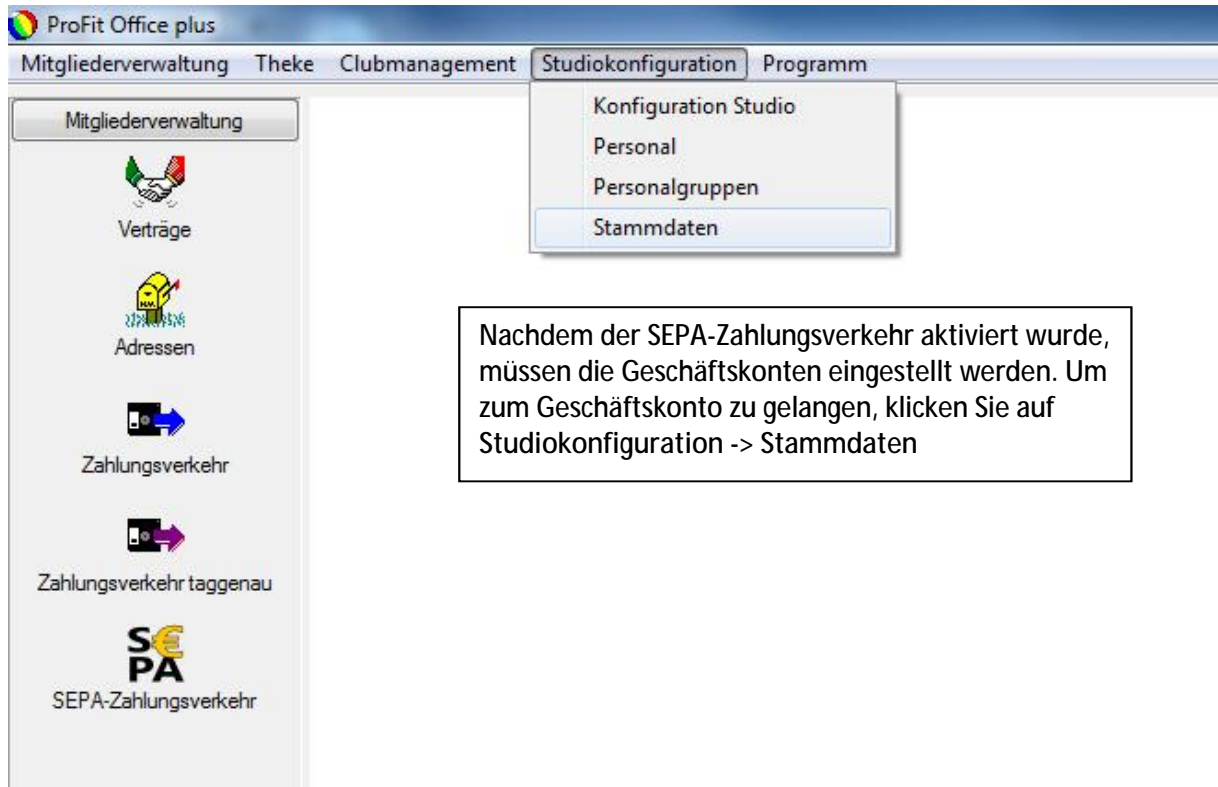 ProFit Office plus
Mitgliederverwaltung Theke Clubmanagement Studiokonfiguration Programm
Konfiguration Studio
Personal
Personalgruppen
Stammdaten
Mitgliederverwaltung
Verträge
Adressen
Zahlungsverkehr
Zahlungsverkehr taggenau
S€
PA
SEPA-Zahlungsverkehr
Nachdem der SEPA-Zahlungsverkehr aktiviert wurde,
müssen die Geschäftskonten eingestellt werden. Um
zum Geschäftskonto zu gelangen, klicken Sie auf
Studiokonfiguration -> Stammdaten